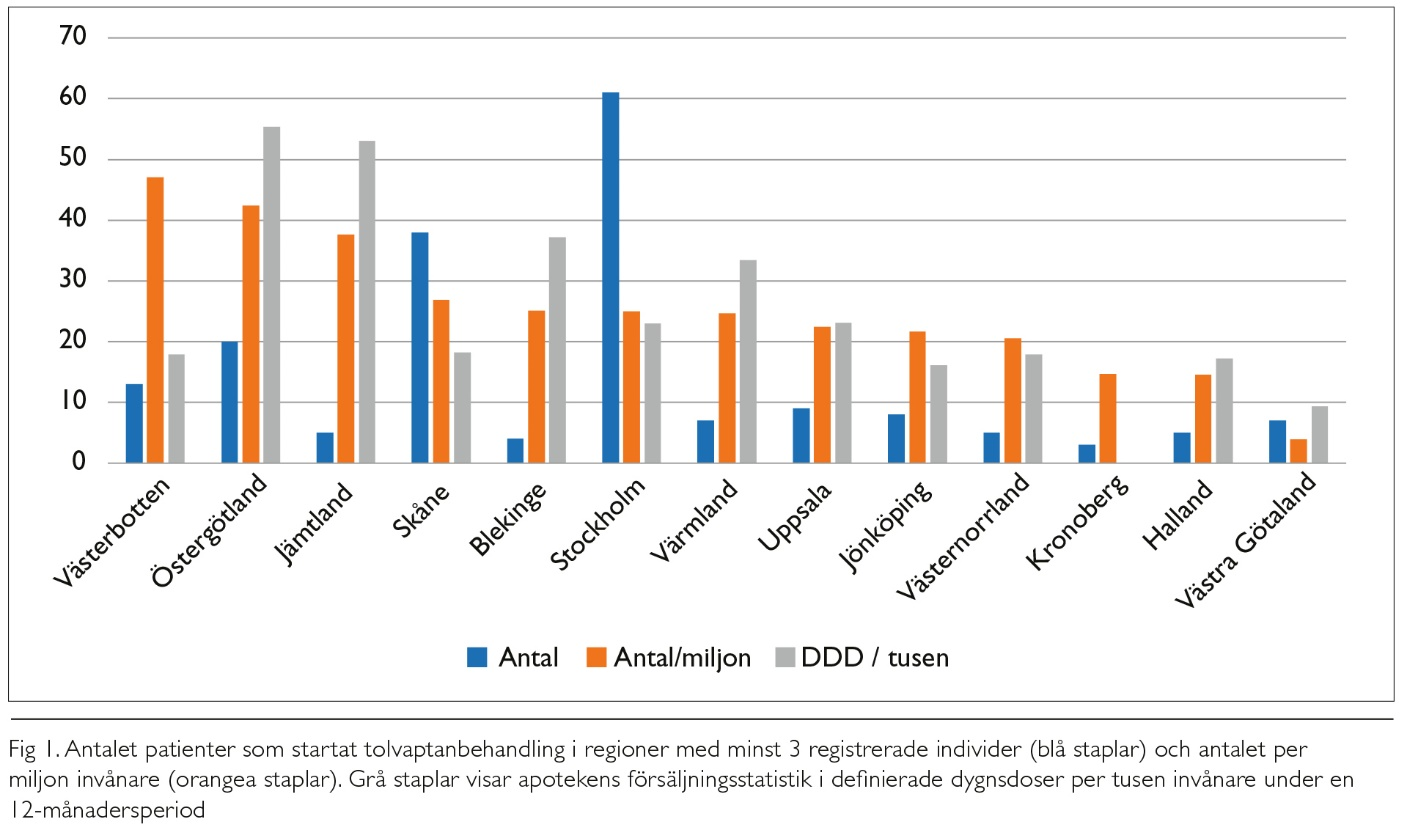 70
60
50
40
30
20
10
0
Västerbotten
Östergötland
Jämtland
Skåne
Blekinge
Stockholm
Värmland
Uppsala
Jönköping
Västernorrland
Kronoberg
Halland
Västra Götaland
Antal Antal/miljon DDD / tusen
Fig 1. Antalet patienter som startat tolvaptanbehandling i regioner med minst 3 registrerade individer (blå staplar) och antalet per
miljon invånare (orangea staplar). Grå staplar visar apotekens försäljningsstatistik i definierade dygnsdoser per tusen invånare under en
12-månadersperiod